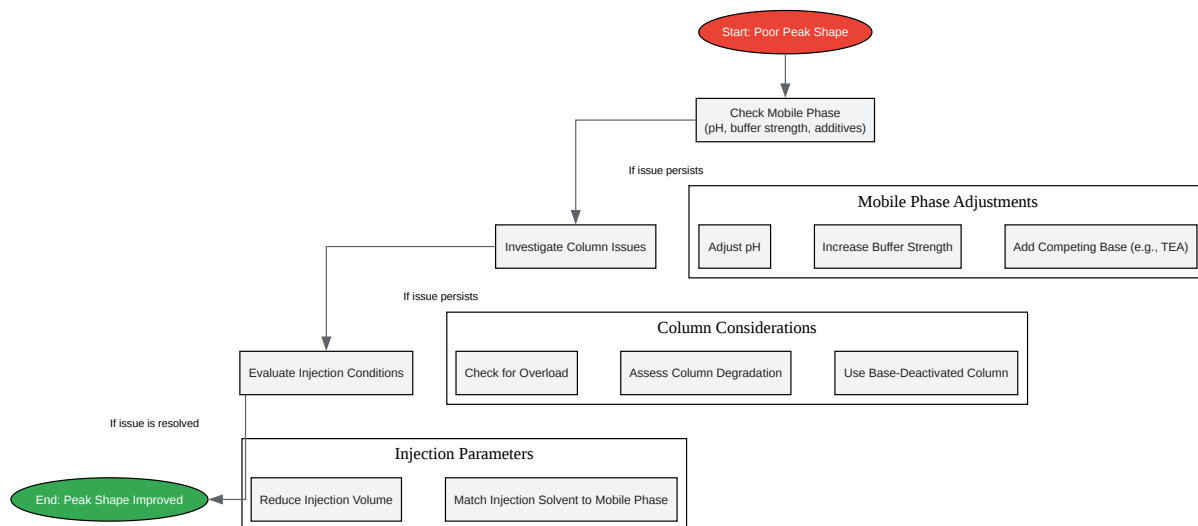 Start: Poor Peak Shape
Check Mobile Phase
(pH, buffer strength, additives)
If issue persists
Mobile Phase Adjustments
Adjust pH
Increase Buffer Strength
Add Competing Base (e.g., TEA)
Investigate Column Issues
If issue persists
Column Considerations
Check for Overload
Assess Column Degradation
Use Base-Deactivated Column
Evaluate Injection Conditions
If issue is resolved
Injection Parameters
Reduce Injection Volume
Match Injection Solvent to Mobile Phase
End: Peak Shape Improved